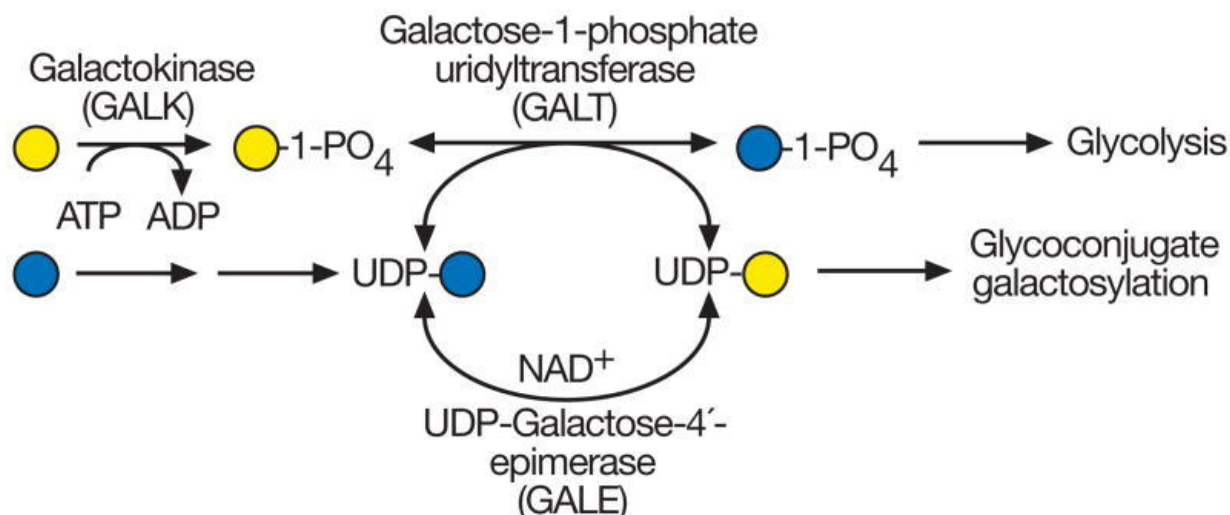 Galactose-1-phosphate
uridyltransferase
(GALT)
Galactokinase
(GALK)
-1-PO4
-1-PO4
Glycolysis
ATP ADP
UDP-
UDP-
Glycoconjugate
galactosylation
NAD+
UDP-Galactose-4´-
epimerase
(GALE)